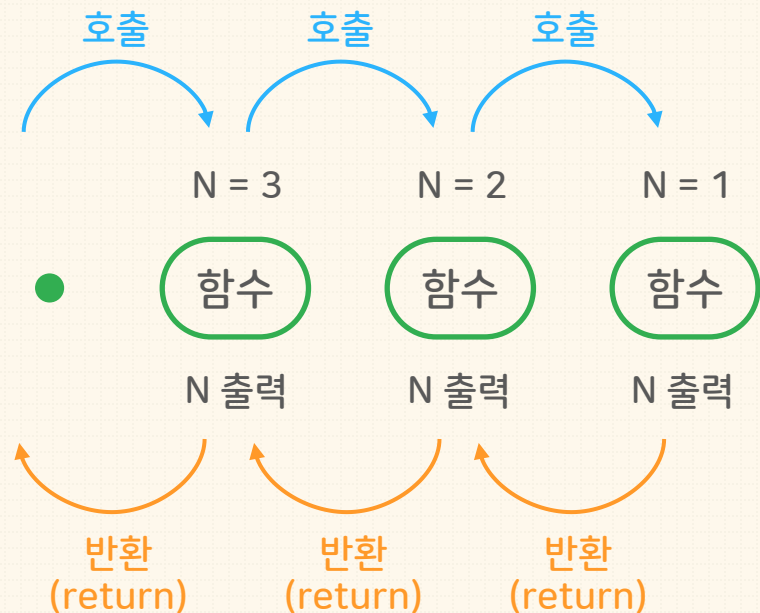 호출 호출 호출
N = 3 N = 2 N = 1
함수 함수 함수
N 출력 N 출력 N 출력
반환 반환 반환
(return) (return) (return)